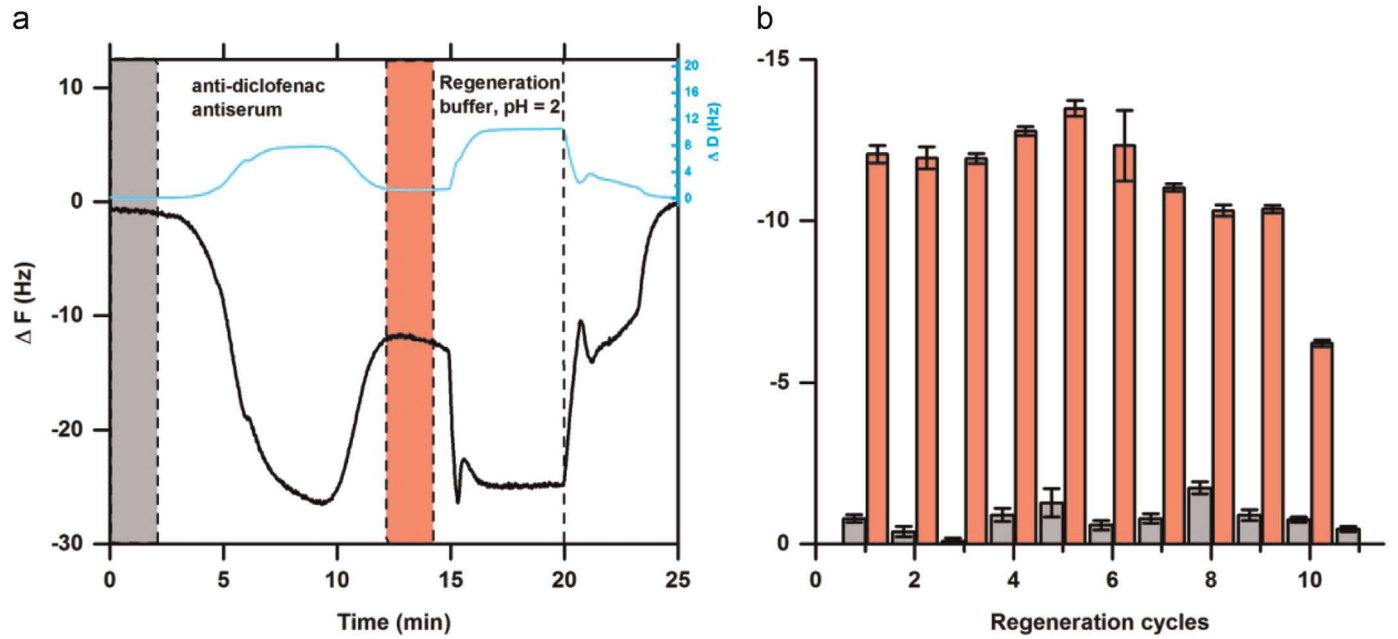 a
anti-diclofenac
antiserum
Regeneration
buffer, pH = 2
10
0
-10
-20
-30
Δ F (Hz)
20
16
12
8
4
0
Δ D (Hz)
0
5
10
15
20
25
Time (min)
b
-15
-10
-5
0
0
2
4
6
8
10
Regeneration cycles